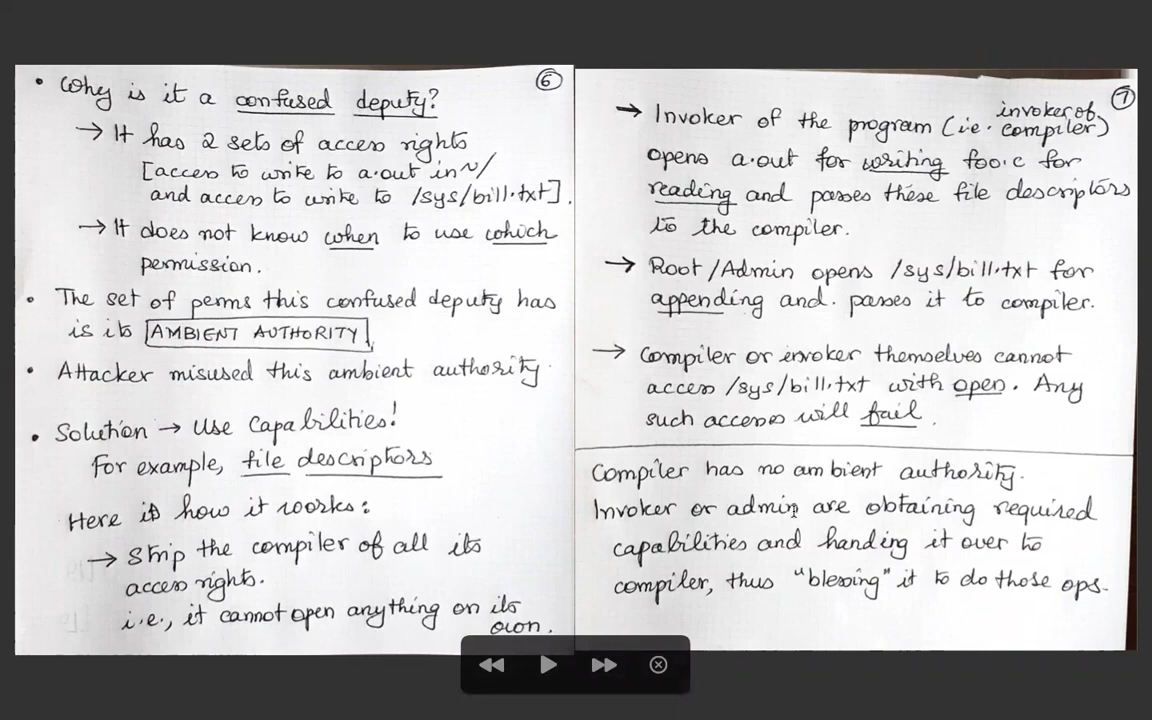 ⑥
• Why is it a confused deputy?
→ It has 2 sets of access rights
[access to write to a.out in ~/
and access to write to /sys/bill.txt].
→ It does not know when to use which
permission.
• The set of perms this confused deputy has
is its AMBIENT AUTHORITY.
• Attacker misused this ambient authority.
• Solution → Use Capabilities!
For example, file descriptors
Here is how it works:
→ Strip the compiler of all its
access rights.
i.e., it cannot open anything on its
own.
⑦
→ Invoker of the program (i.e. invoker of compiler)
opens a.out for writing foo.c for
reading and passes these file descriptors
to the compiler.
→ Root/Admin opens /sys/bill.txt for
appending and. passes it to compiler.
→ Compiler or invoker themselves cannot
access /sys/bill.txt with open. Any
such access will fail.
Compiler has no ambient authority.
Invoker or admin are obtaining required
capabilities and handing it over to
compiler, thus "blessing" it to do those ops.